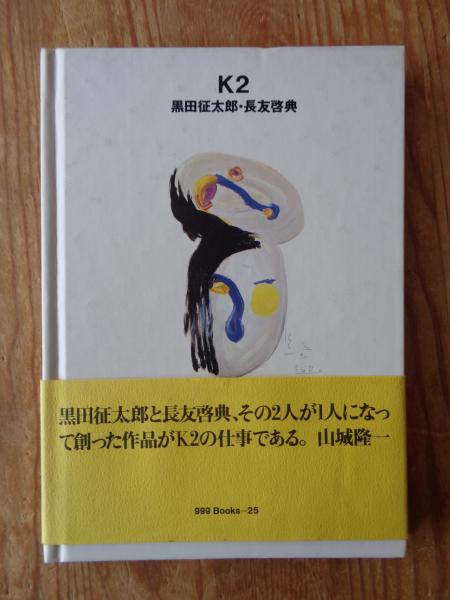 K2
黒田征太郎・長友啓典
黒田征太郎と長友啓典、その2人が1人になっ
て創った作品がK2の仕事である。山城隆一
ggg Books-25